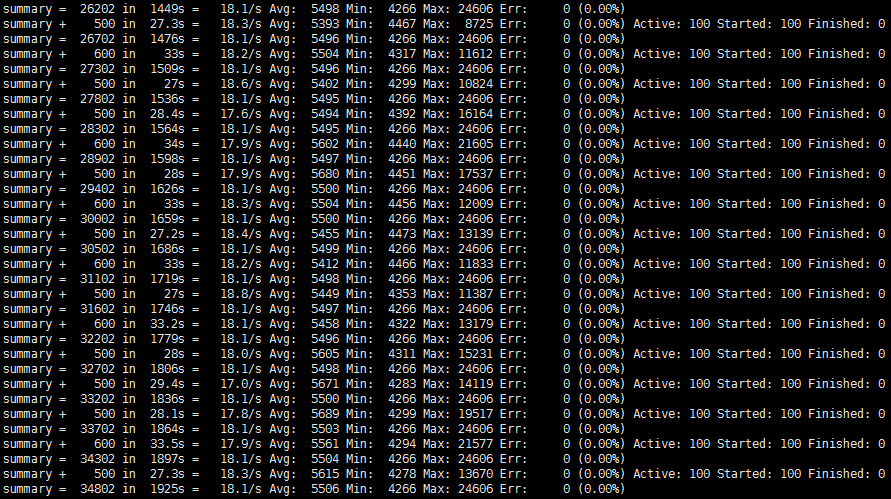 summary =  26202 in  1449s =   18.1/s Avg:  5498 Min:  4266 Max: 24606 Err:     0 (0.00%)
summary +    500 in  27.3s =   18.3/s Avg:  5393 Min:  4467 Max:  8725 Err:     0 (0.00%) Active: 100 Started: 100 Finished: 0
summary =  26702 in  1476s =   18.1/s Avg:  5496 Min:  4266 Max: 24606 Err:     0 (0.00%)
summary +    600 in    33s =   18.2/s Avg:  5504 Min:  4317 Max: 11612 Err:     0 (0.00%) Active: 100 Started: 100 Finished: 0
summary =  27302 in  1509s =   18.1/s Avg:  5496 Min:  4266 Max: 24606 Err:     0 (0.00%)
summary +    500 in    27s =   18.6/s Avg:  5402 Min:  4299 Max: 10824 Err:     0 (0.00%) Active: 100 Started: 100 Finished: 0
summary =  27802 in  1536s =   18.1/s Avg:  5495 Min:  4266 Max: 24606 Err:     0 (0.00%)
summary +    500 in  28.4s =   17.6/s Avg:  5494 Min:  4392 Max: 16164 Err:     0 (0.00%) Active: 100 Started: 100 Finished: 0
summary =  28302 in  1564s =   18.1/s Avg:  5495 Min:  4266 Max: 24606 Err:     0 (0.00%)
summary +    600 in    34s =   17.9/s Avg:  5602 Min:  4440 Max: 21605 Err:     0 (0.00%) Active: 100 Started: 100 Finished: 0
summary =  28902 in  1598s =   18.1/s Avg:  5497 Min:  4266 Max: 24606 Err:     0 (0.00%)
summary +    500 in    28s =   17.9/s Avg:  5680 Min:  4451 Max: 17537 Err:     0 (0.00%) Active: 100 Started: 100 Finished: 0
summary =  29402 in  1626s =   18.1/s Avg:  5500 Min:  4266 Max: 24606 Err:     0 (0.00%)
summary +    600 in    33s =   18.3/s Avg:  5504 Min:  4456 Max: 12009 Err:     0 (0.00%) Active: 100 Started: 100 Finished: 0
summary =  30002 in  1659s =   18.1/s Avg:  5500 Min:  4266 Max: 24606 Err:     0 (0.00%)
summary +    500 in  27.2s =   18.4/s Avg:  5455 Min:  4473 Max: 13139 Err:     0 (0.00%) Active: 100 Started: 100 Finished: 0
summary =  30502 in  1686s =   18.1/s Avg:  5499 Min:  4266 Max: 24606 Err:     0 (0.00%)
summary +    600 in    33s =   18.2/s Avg:  5412 Min:  4466 Max: 11833 Err:     0 (0.00%) Active: 100 Started: 100 Finished: 0
summary =  31102 in  1719s =   18.1/s Avg:  5498 Min:  4266 Max: 24606 Err:     0 (0.00%)
summary +    500 in    27s =   18.8/s Avg:  5449 Min:  4353 Max: 11387 Err:     0 (0.00%) Active: 100 Started: 100 Finished: 0
summary =  31602 in  1746s =   18.1/s Avg:  5497 Min:  4266 Max: 24606 Err:     0 (0.00%)
summary +    600 in  33.2s =   18.1/s Avg:  5458 Min:  4322 Max: 13179 Err:     0 (0.00%) Active: 100 Started: 100 Finished: 0
summary =  32202 in  1779s =   18.1/s Avg:  5496 Min:  4266 Max: 24606 Err:     0 (0.00%)
summary +    500 in    28s =   18.0/s Avg:  5605 Min:  4311 Max: 15231 Err:     0 (0.00%) Active: 100 Started: 100 Finished: 0
summary =  32702 in  1806s =   18.1/s Avg:  5498 Min:  4266 Max: 24606 Err:     0 (0.00%)
summary +    500 in  29.4s =   17.0/s Avg:  5671 Min:  4283 Max: 14119 Err:     0 (0.00%) Active: 100 Started: 100 Finished: 0
summary =  33202 in  1836s =   18.1/s Avg:  5500 Min:  4266 Max: 24606 Err:     0 (0.00%)
summary +    500 in  28.1s =   17.8/s Avg:  5689 Min:  4299 Max: 19517 Err:     0 (0.00%) Active: 100 Started: 100 Finished: 0
summary =  33702 in  1864s =   18.1/s Avg:  5503 Min:  4266 Max: 24606 Err:     0 (0.00%)
summary +    600 in  33.5s =   17.9/s Avg:  5561 Min:  4294 Max: 21577 Err:     0 (0.00%) Active: 100 Started: 100 Finished: 0
summary =  34302 in  1897s =   18.1/s Avg:  5504 Min:  4266 Max: 24606 Err:     0 (0.00%)
summary +    500 in  27.3s =   18.3/s Avg:  5615 Min:  4278 Max: 13670 Err:     0 (0.00%) Active: 100 Started: 100 Finished: 0
summary =  34802 in  1925s =   18.1/s Avg:  5506 Min:  4266 Max: 24606 Err:     0 (0.00%)